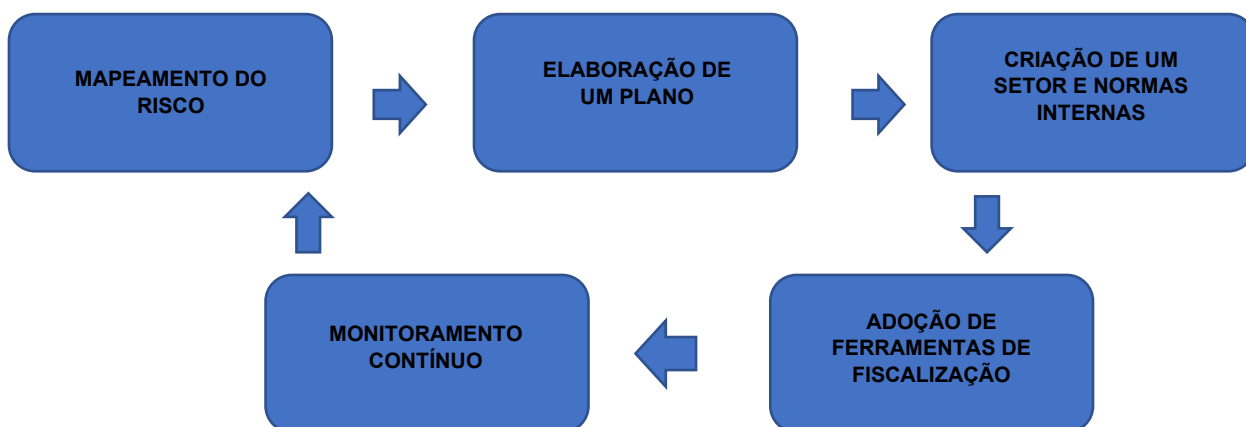 MAPEAMENTO DO
RISCO
ELABORAÇÃO DE
UM PLANO
CRIAÇÃO DE UM
SETOR E NORMAS
INTERNAS
ADOÇÃO DE
FERRAMENTAS DE
FISCALIZAÇÃO
MONITORAMENTO
CONTÍNUO